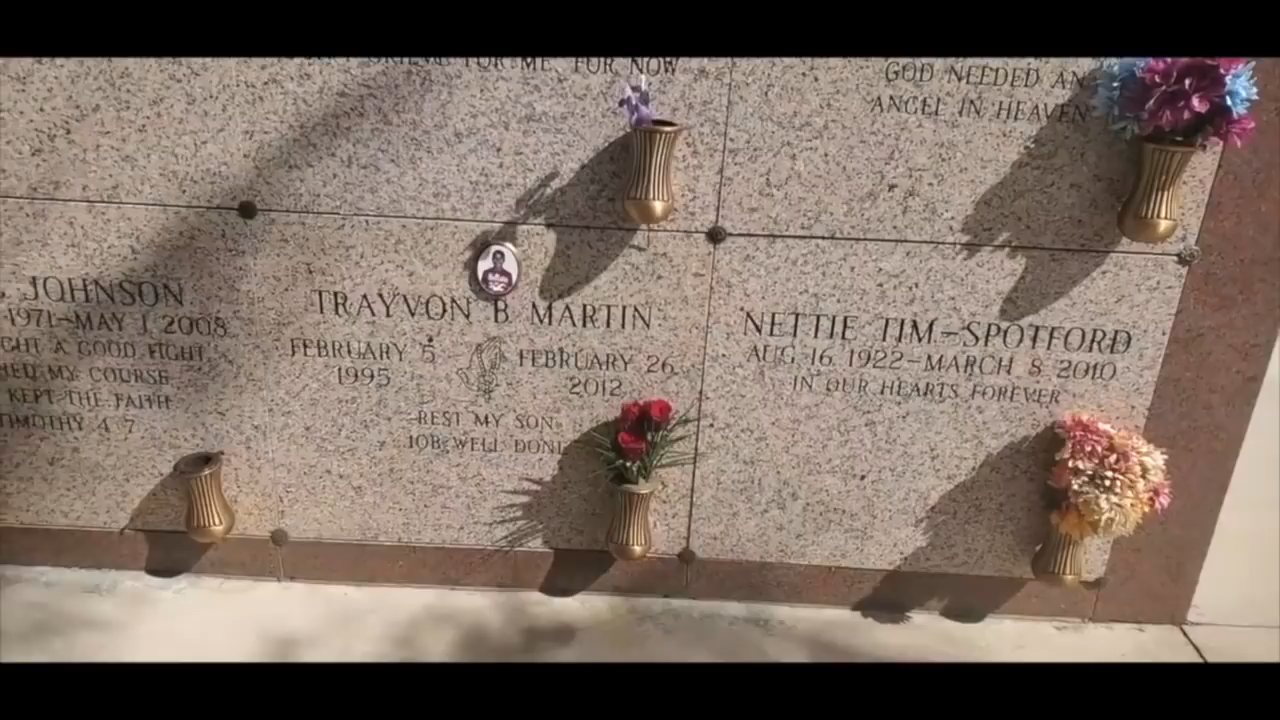 GRIEVE FOR ME, FOR NOW
GOD NEEDED AN
ANGEL IN HEAVEN
JOHNSON
1971-MAY 1, 2008
A GOOD FIGHT
MY COURSE
KEPT THE FAITH
TIMOTHY 4 7
TRAYVON B MARTIN
FEBRUARY 5
1995
FEBRUARY 26
2012
REST MY SON
JOB WELL DONE
NETTIE TIM-SPOTFORD
AUG. 16, 1922-MARCH 8, 2010
IN OUR HEARTS FOREVER